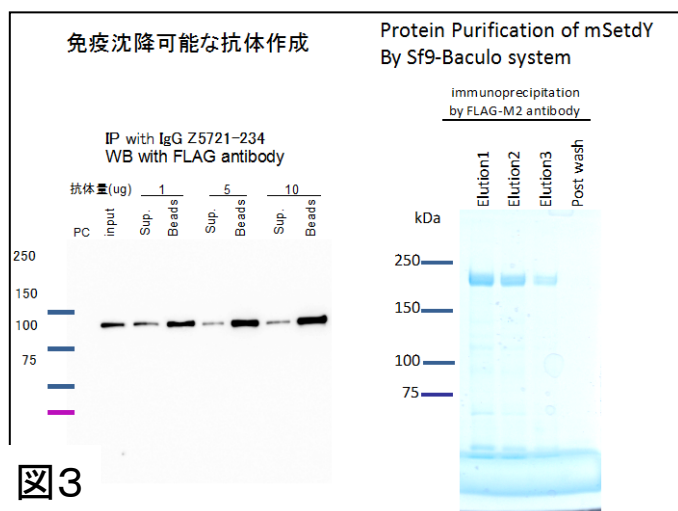 免疫沈降可能な抗体作成
IP with IgG Z5721-234
WB with FLAG antibody
抗体量(ug) 1 5 10
PC input Sup. Beads Sup. Beads Sup. Beads
250
150
100
75
Protein Purification of mSetdY
By Sf9-Baculo system
immunoprecipitation
by FLAG-M2 antibody
Elution1 Elution2 Elution3 Post wash
kDa
250
150
100
75
図3